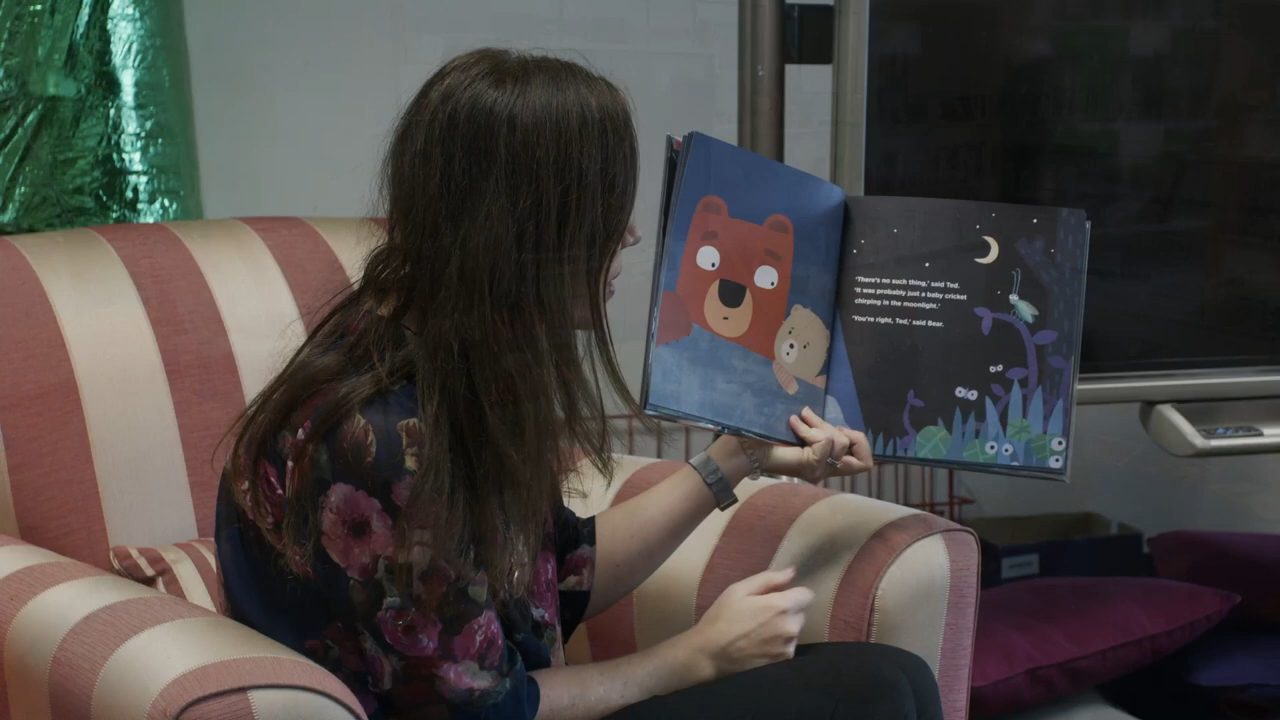 'There's no such thing,' said Ted.
'It was probably just a baby cricket
chirping in the moonlight.'
'You're right, Ted,' said Bear.